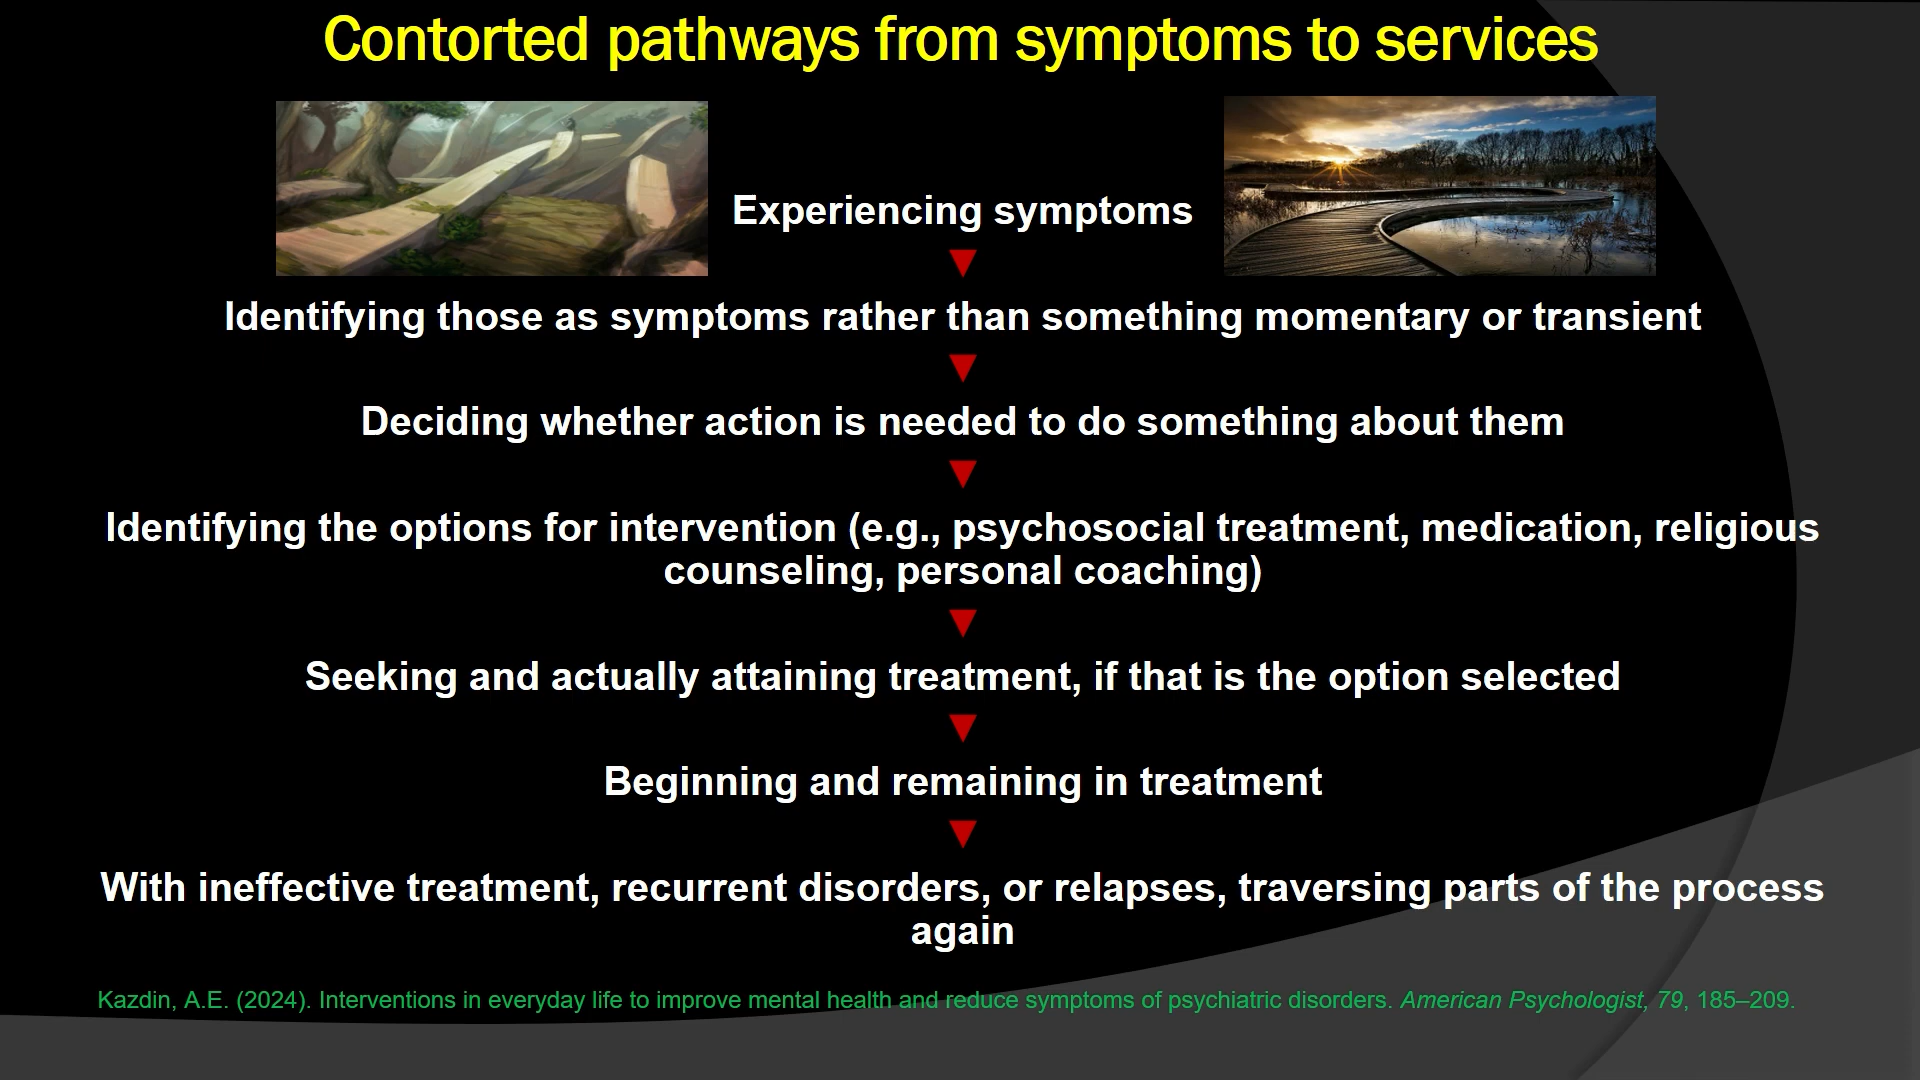 Contorted pathways from symptoms to services
Experiencing symptoms
Identifying those as symptoms rather than something momentary or transient
Deciding whether action is needed to do something about them
Identifying the options for intervention (e.g., psychosocial treatment, medication, religious
counseling, personal coaching)
Seeking and actually attaining treatment, if that is the option selected
Beginning and remaining in treatment
With ineffective treatment, recurrent disorders, or relapses, traversing parts of the process
again
Kazdin, A.E. (2024). Interventions in everyday life to improve mental health and reduce symptoms of psychiatric disorders. American Psychologist, 79, 185–209.